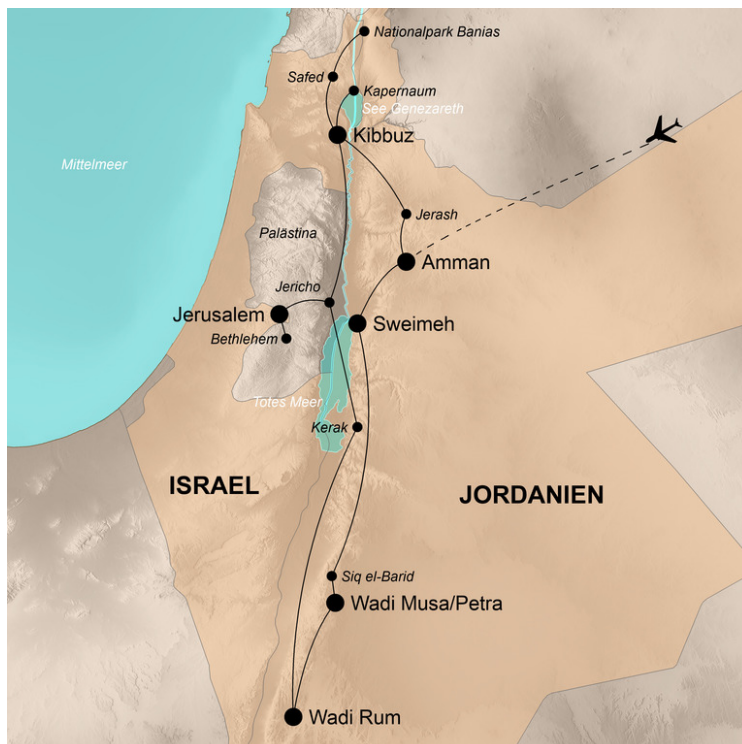 Nationalpark Banias
Safed
Kapernaum
See Genezareth
Kibbuz
Mittelmeer
Jerash
Palästina
Amman
Jericho
Jerusalem
Sweimeh
Bethlehem
Totes Meer
Kerak
ISRAEL
JORDANIEN
Siq el-Barid
Wadi Musa/Petra
Wadi Rum